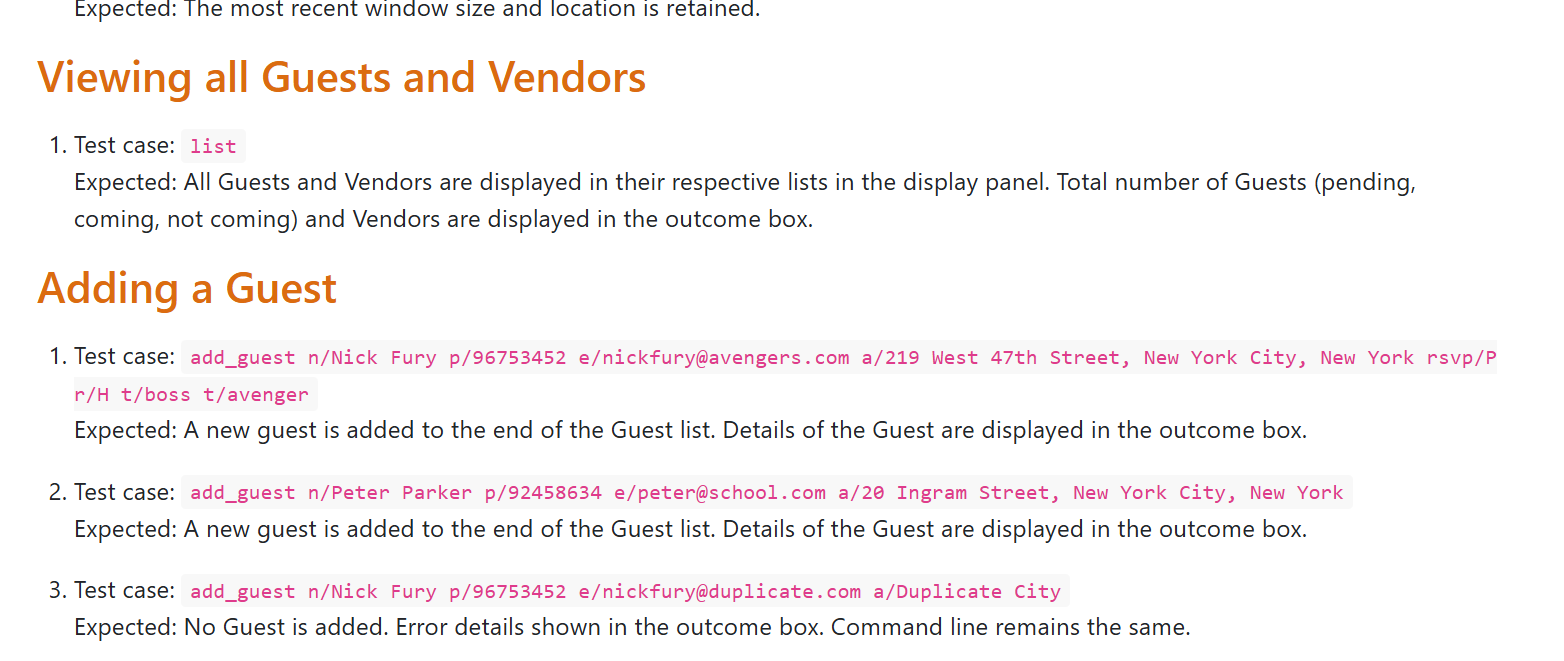 Expected: The most recent window size and location is retained.
Viewing all Guests and Vendors
1. Test case: list
Expected: All Guests and Vendors are displayed in their respective lists in the display panel. Total number of Guests (pending,
coming, not coming) and Vendors are displayed in the outcome box.
Adding a Guest
1. Test case: add_guest n/Nick Fury p/96753452 e/nickfury@avengers.com a/219 West 47th Street, New York City, New York rsvp/P
r/H t/boss t/avenger
Expected: A new guest is added to the end of the Guest list. Details of the Guest are displayed in the outcome box.
2. Test case: add_guest n/Peter Parker p/92458634 e/peter@school.com a/20 Ingram Street, New York City, New York
Expected: A new guest is added to the end of the Guest list. Details of the Guest are displayed in the outcome box.
3. Test case: add_guest n/Nick Fury p/96753452 e/nickfury@duplicate.com a/Duplicate City
Expected: No Guest is added. Error details shown in the outcome box. Command line remains the same.